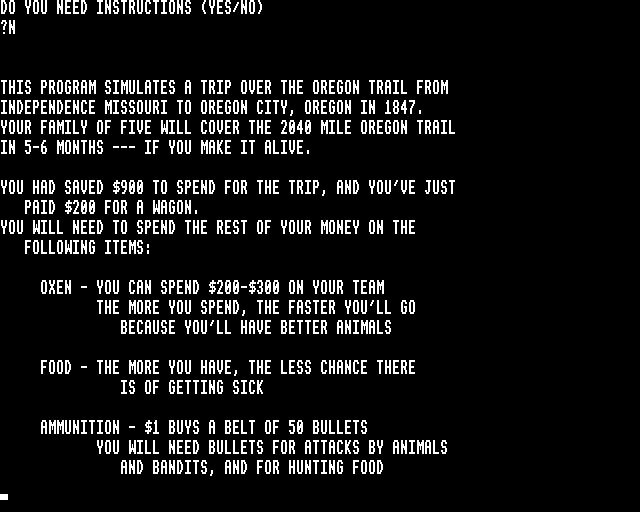 DO YOU NEED INSTRUCTIONS (YES/NO)
?N
THIS PROGRAM SIMULATES A TRIP OVER THE OREGON TRAIL FROM
INDEPENDENCE MISSOURI TO OREGON CITY, OREGON IN 1847.
YOUR FAMILY OF FIVE WILL COVER THE 2040 MILE OREGON TRAIL
IN 5-6 MONTHS --- IF YOU MAKE IT ALIVE.
YOU HAD SAVED $900 TO SPEND FOR THE TRIP, AND YOU'VE JUST
PAID $200 FOR A WAGON.
YOU WILL NEED TO SPEND THE REST OF YOUR MONEY ON THE
FOLLOWING ITEMS:
OXEN - YOU CAN SPEND $200-$300 ON YOUR TEAM
THE MORE YOU SPEND, THE FASTER YOU'LL GO
BECAUSE YOU'LL HAVE BETTER ANIMALS
FOOD - THE MORE YOU HAVE, THE LESS CHANCE THERE
IS OF GETTING SICK
AMMUNITION - $1 BUYS A BELT OF 50 BULLETS
YOU WILL NEED BULLETS FOR ATTACKS BY ANIMALS
AND BANDITS, AND FOR HUNTING FOOD